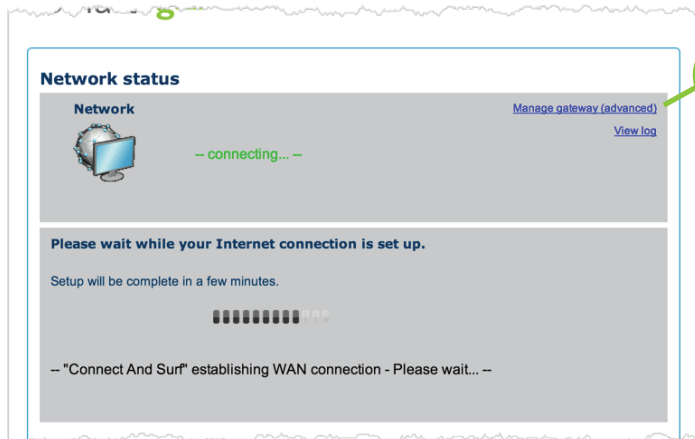 Network status
Network
Manage gateway (advanced)
View log
-- connecting... --
Please wait while your Internet connection is set up.
Setup will be complete in a few minutes.
-- "Connect And Surf" establishing WAN connection - Please wait... --